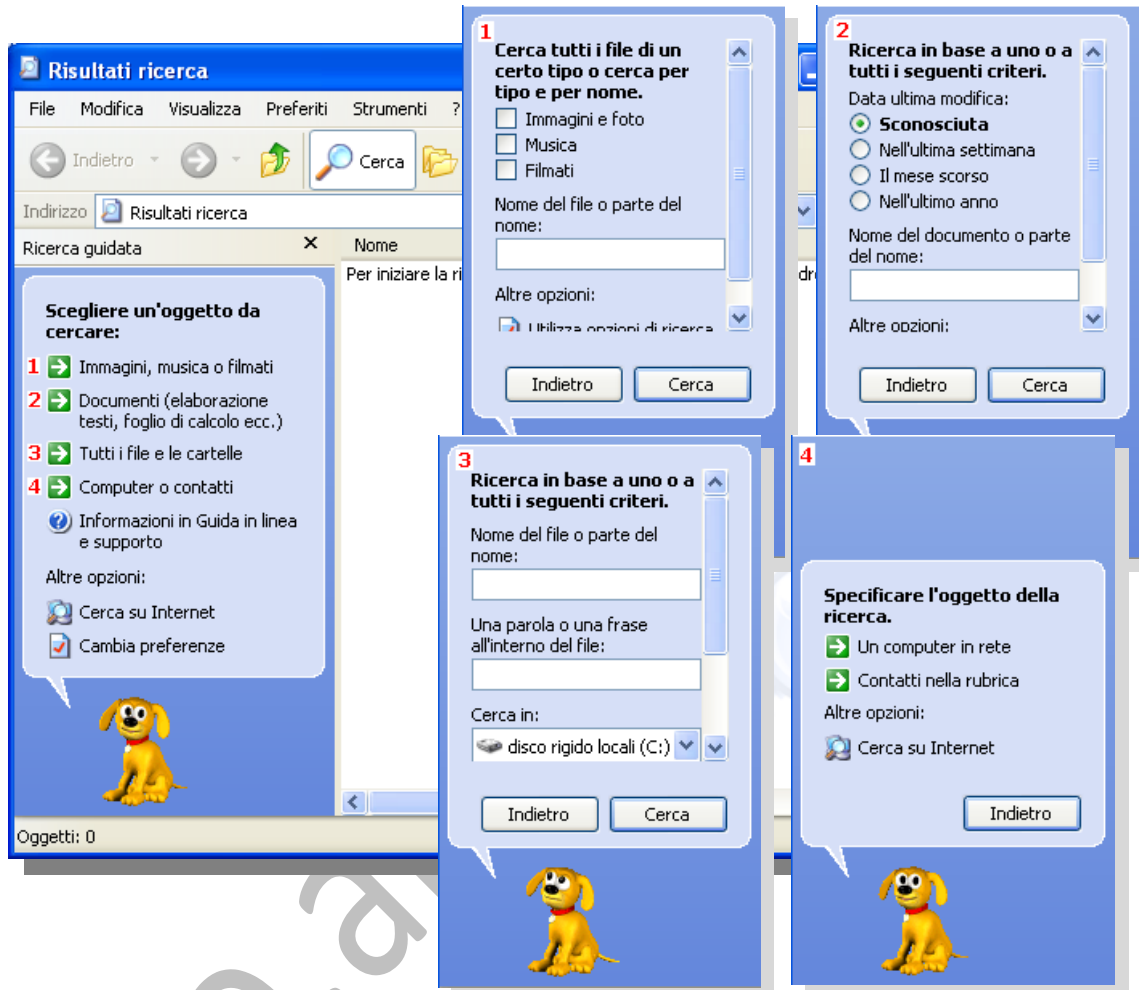 Risultati ricerca
File Modifica Visualizza Preferiti Strumenti ?
Indietro Cerca
Indirizzo Risultati ricerca
Ricerca guidata
Nome
Per iniziare la ri
Scegliere un'oggetto da
cercare:
1 Immagini, musica o filmati
2 Documenti (elaborazione
testi, foglio di calcolo ecc.)
3 Tutti i file e le cartelle
4 Computer o contatti
Informazioni in Guida in linea
e supporto
Altre opzioni:
Cerca su Internet
Cambia preferenze
Oggetti: 0
1
Cerca tutti i file di un
certo tipo o cerca per
tipo e per nome.
Immagini e foto
Musica
Filmati
Nome del file o parte del
nome:
Altre opzioni:
Utilizza opzioni di ricerca
Indietro Cerca
2
Ricerca in base a uno o a
tutti i seguenti criteri.
Data ultima modifica:
Sconosciuta
Nell'ultima settimana
Il mese scorso
Nell'ultimo anno
Nome del documento o parte
del nome:
Altre opzioni:
Indietro Cerca
3
Ricerca in base a uno o a
tutti i seguenti criteri.
Nome del file o parte del
nome:
Una parola o una frase
all'interno del file:
Cerca in:
disco rigido locali (C:)
Indietro Cerca
4
Specificare l'oggetto della
ricerca.
Un computer in rete
Contatti nella rubrica
Altre opzioni:
Cerca su Internet
Indietro